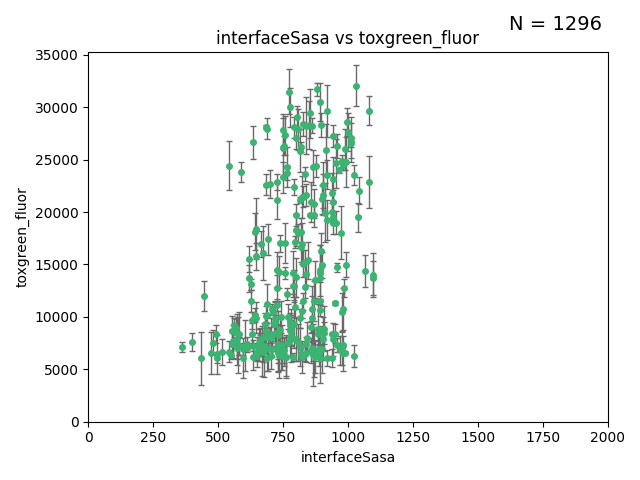 N = 1296
interfaceSasa vs toxgreen_fluor
toxgreen_fluor
35000
30000
25000
20000
15000
10000
5000
0
0 250 500 750 1000 1250 1500 1750 2000
interfaceSasa